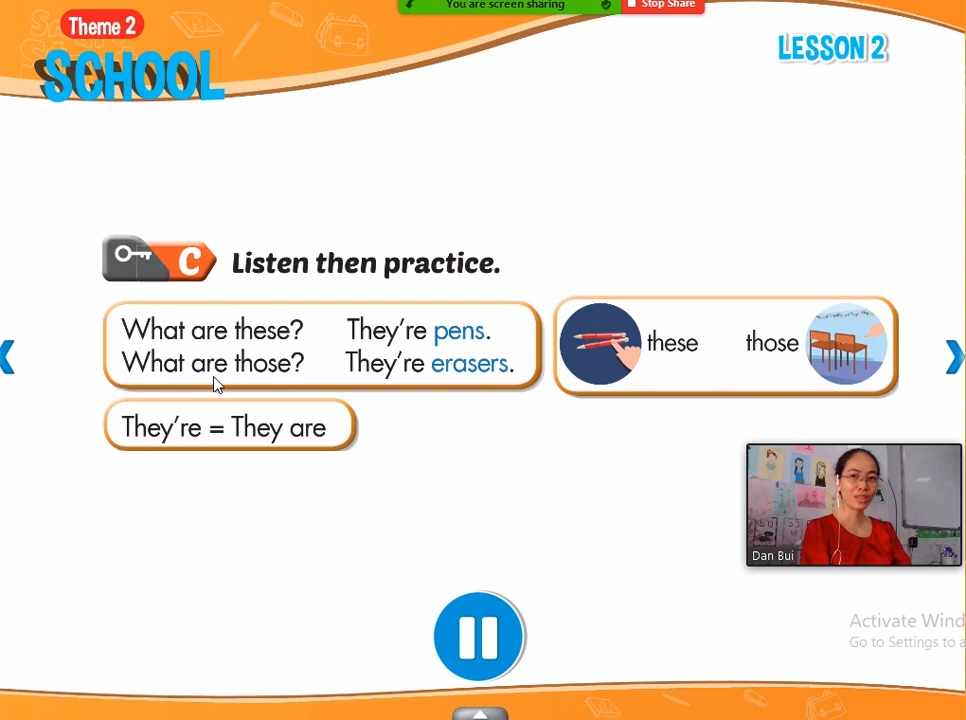 You are screen sharing
Stop Share
Theme 2
SCHOOL
LESSON 2
C Listen then practice.
What are these? They're pens.
What are those? They're erasers.
these those
They're = They are
Dan Bui
Activate Wind
Go to Settings to a